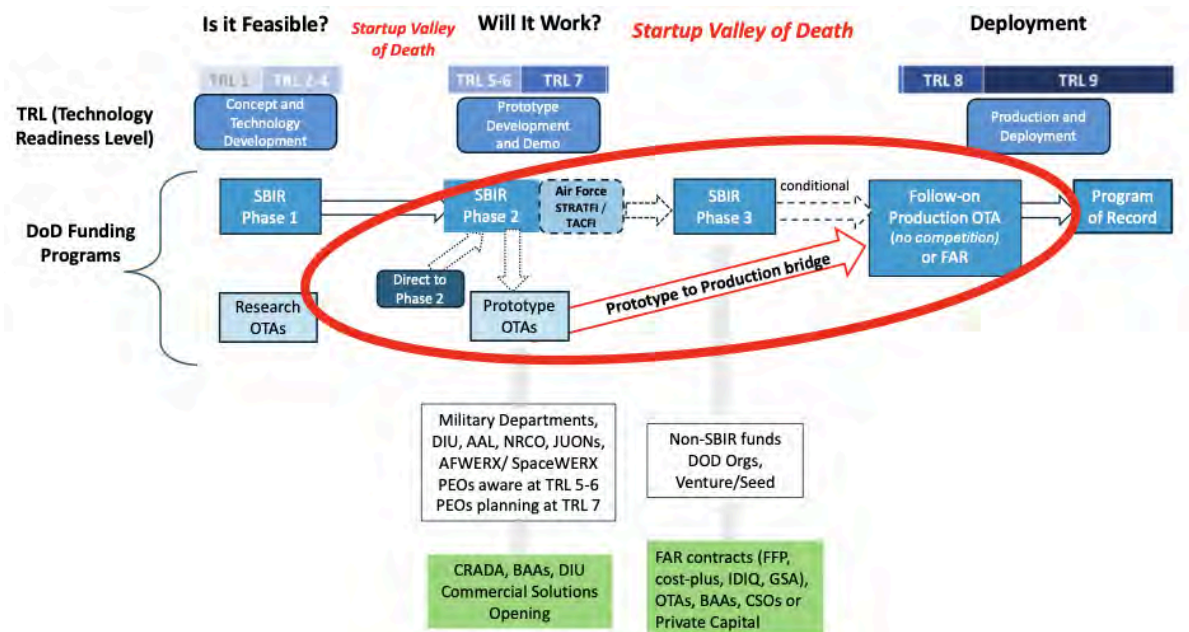 Is it Feasible?
Startup Valley
of Death
Will It Work?
Startup Valley of Death
Deployment
TRL (Technology
Readiness Level)
TRL 1
TRL 2-4
TRL 5-6
TRL 7
TRL 8
TRL 9
Concept and
Technology
Development
Prototype
Development
and Demo
Production and
Deployment
DoD Funding
Programs
SBIR
Phase 1
SBIR
Phase 2
Air Force
STRATFI /
TACFI
SBIR
Phase 3
conditional
Follow-on
Production OTA
(no competition)
or FAR
Program
of Record
Direct to
Phase 2
Research
OTAs
Prototype
OTAs
Prototype to Production bridge
Military Departments,
DIU, AAL, NRCO, JUONs,
AFWERX/ SpaceWERX
PEOs aware at TRL 5-6
PEOs planning at TRL 7
Non-SBIR funds
DOD Orgs,
Venture/Seed
CRADA, BAAs, DIU
Commercial Solutions
Opening
FAR contracts (FFP,
cost-plus, IDIQ, GSA),
OTAs, BAAs, CSOs or
Private Capital